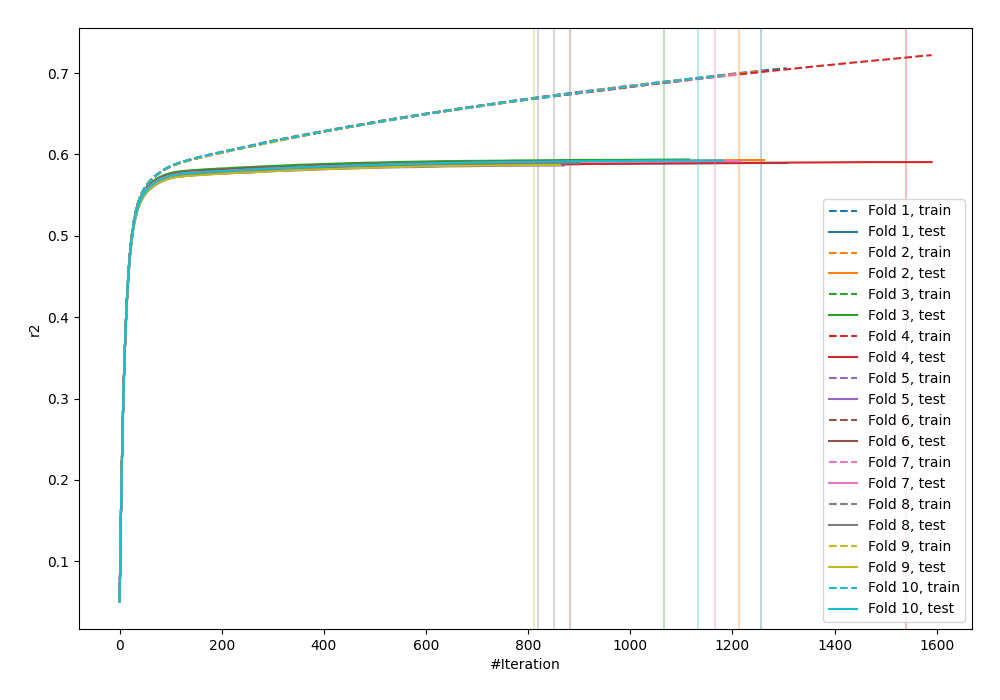 0.7
0.6
0.5
0.4
0.3
0.2
0.1
r2
0 200 400 600 800 1000 1200 1400 1600
#Iteration
Fold 1, train
Fold 1, test
Fold 2, train
Fold 2, test
Fold 3, train
Fold 3, test
Fold 4, train
Fold 4, test
Fold 5, train
Fold 5, test
Fold 6, train
Fold 6, test
Fold 7, train
Fold 7, test
Fold 8, train
Fold 8, test
Fold 9, train
Fold 9, test
Fold 10, train
Fold 10, test